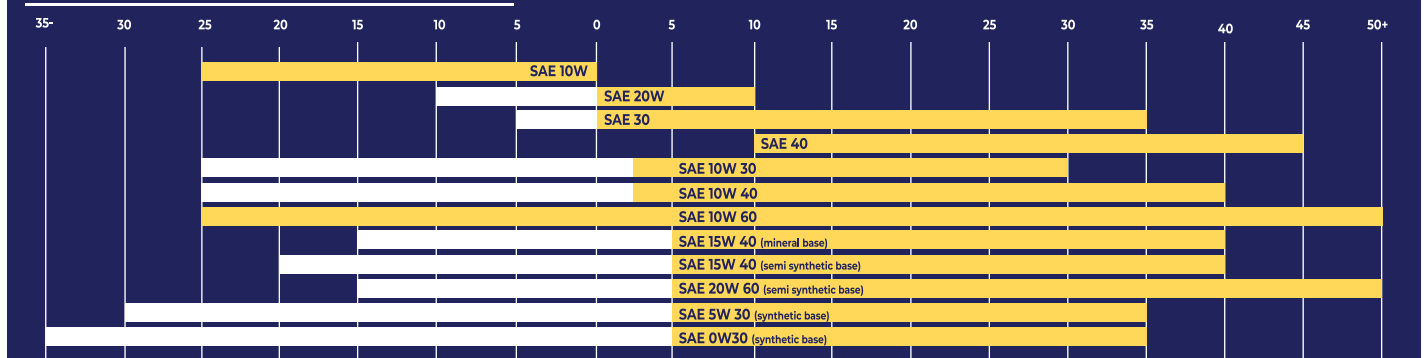 35- 30 25 20 15 10 5 0 5 10 15 20 25 30 35 40 45 50+
SAE 10W
SAE 20W
SAE 30
SAE 40
SAE 10W 30
SAE 10W 40
SAE 10W 60
SAE 15W 40 (mineral base)
SAE 15W 40 (semi synthetic base)
SAE 20W 60 (semi synthetic base)
SAE 5W 30 (synthetic base)
SAE 0W30 (synthetic base)